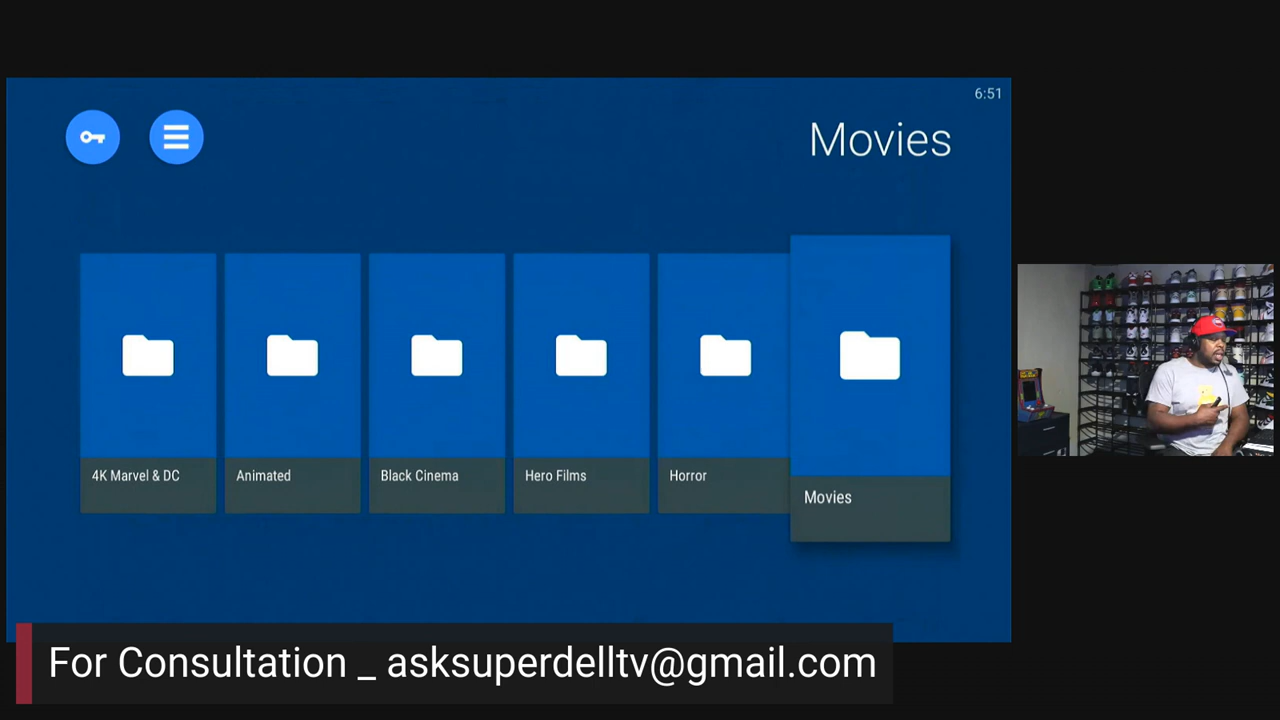 6:51
Movies
4K Marvel & DC
Animated
Black Cinema
Hero Films
Horror
Movies
For Consultation _ asksuperdelltv@gmail.com